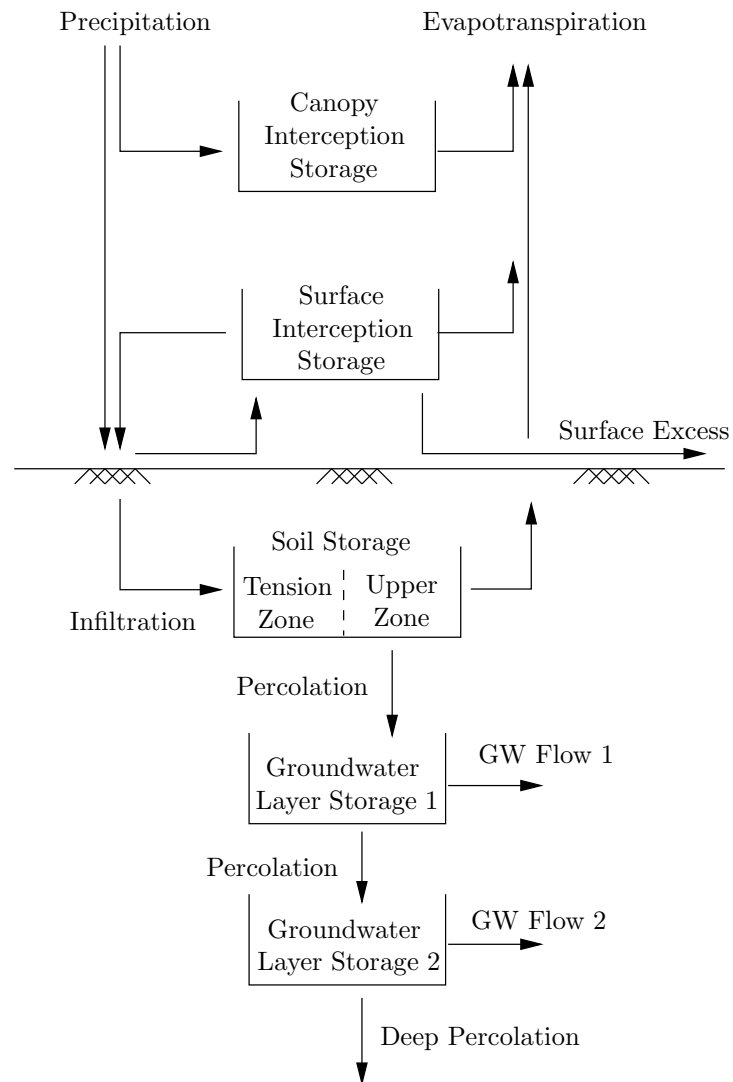 Precipitation
Evapotranspiration
Canopy
Interception
Storage
Surface
Interception
Storage
Surface Excess
Soil Storage
Tension
Zone
Upper
Zone
Infiltration
Percolation
Groundwater
Layer Storage 1
GW Flow 1
Percolation
Groundwater
Layer Storage 2
GW Flow 2
Deep Percolation